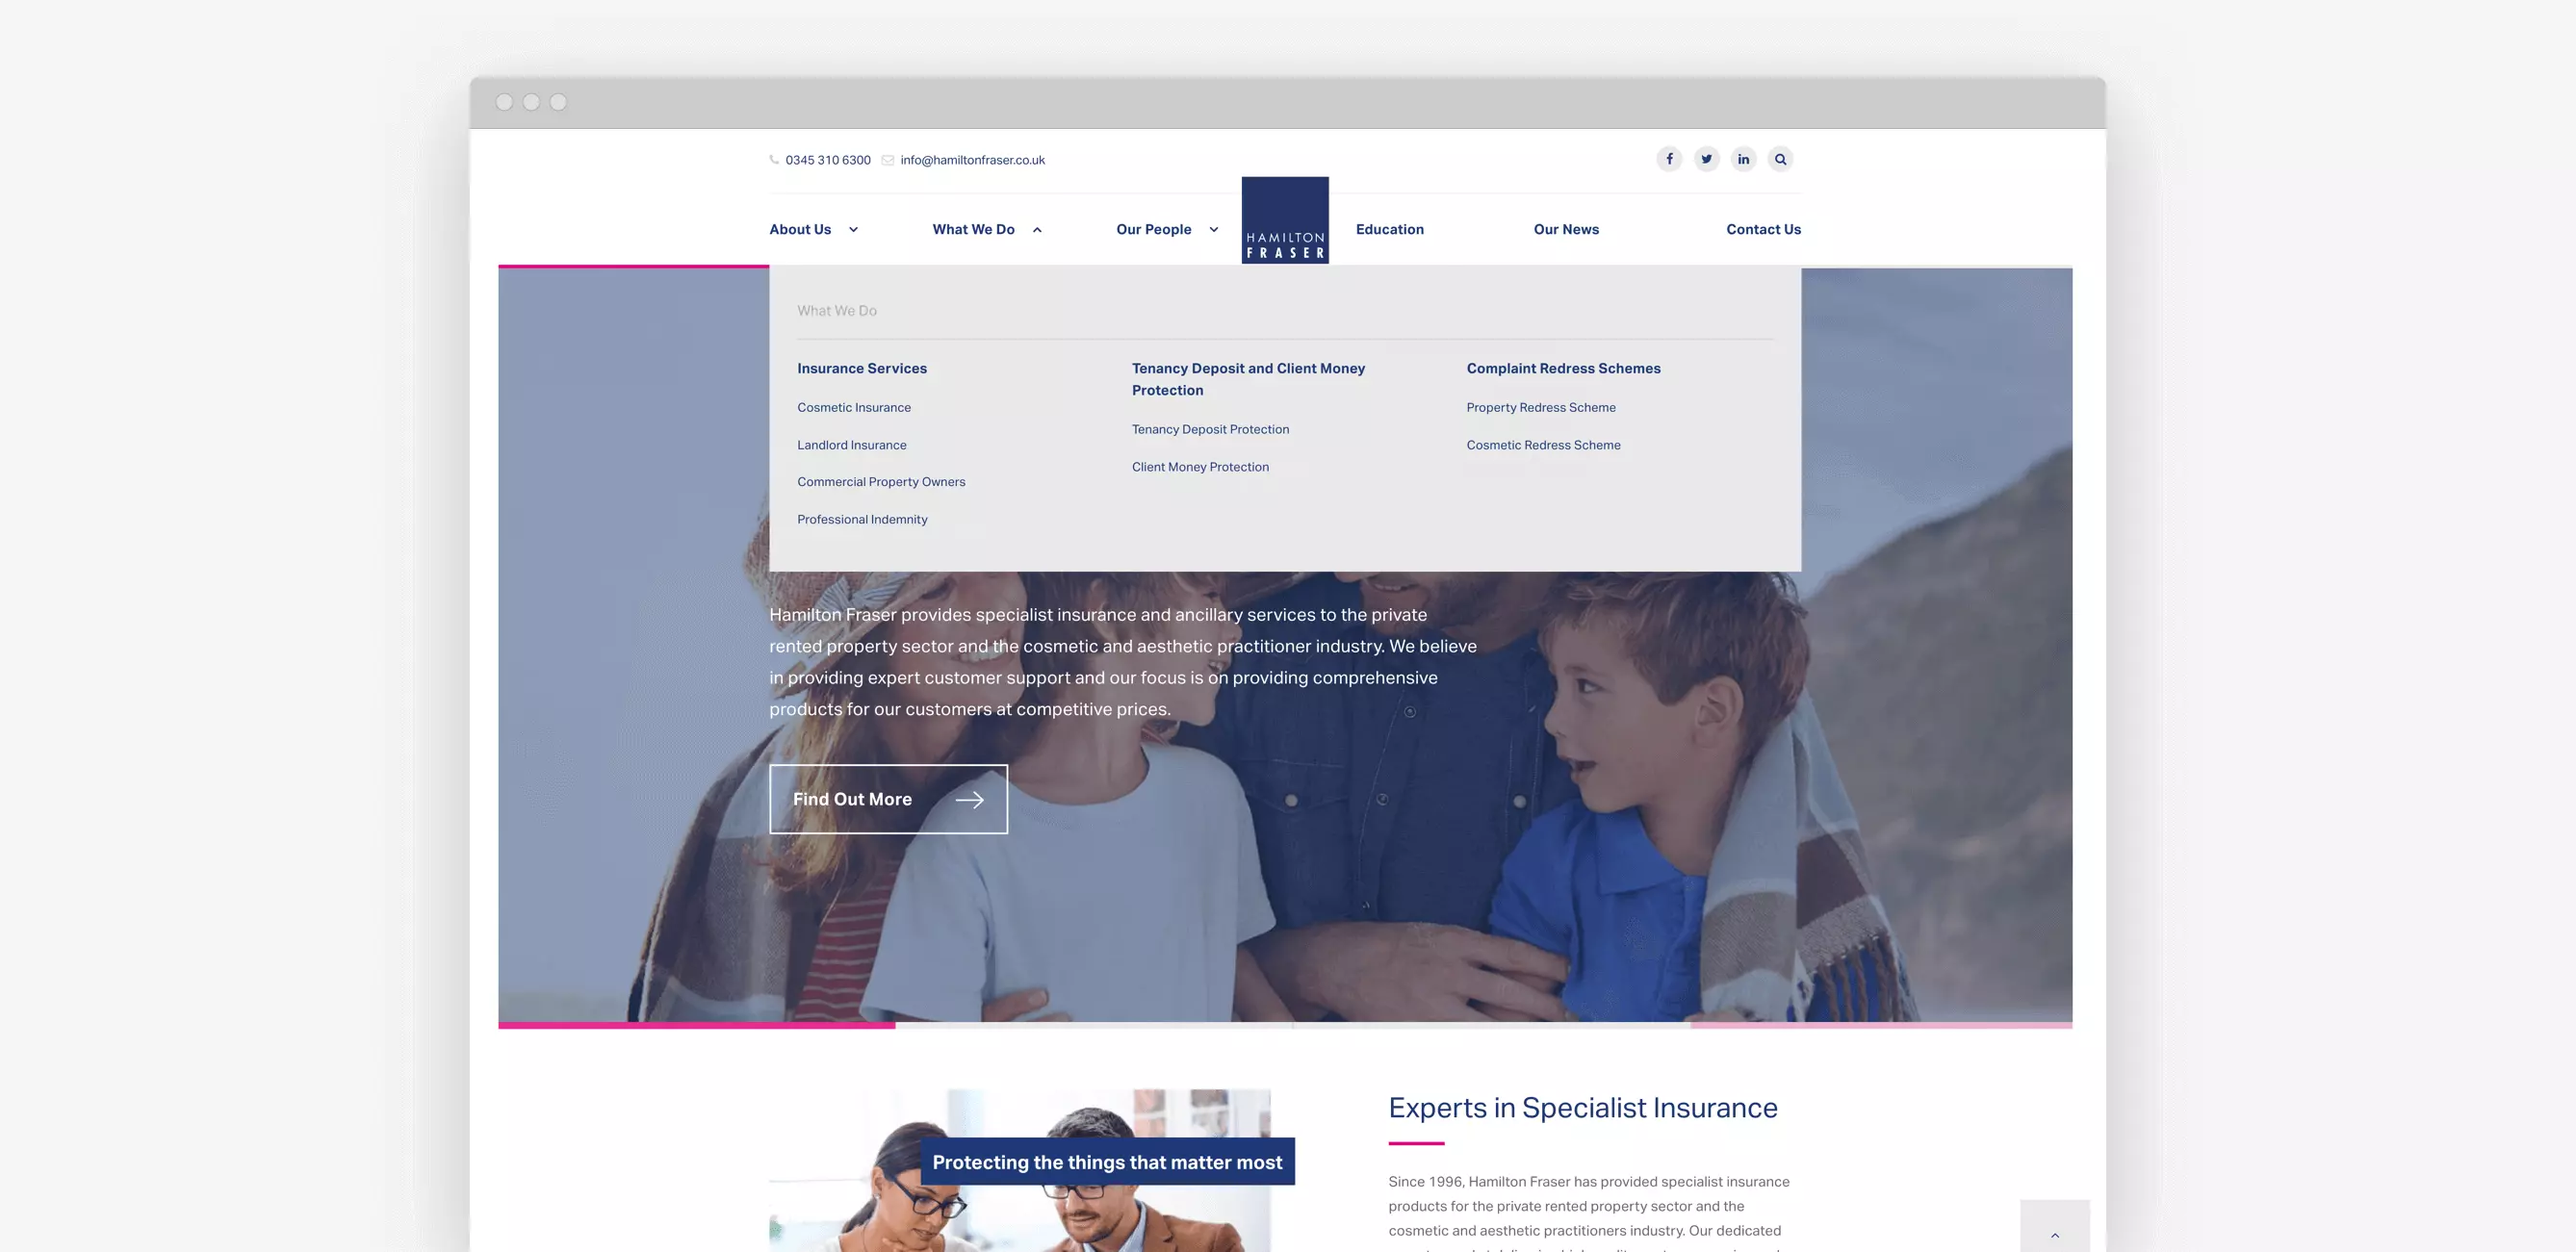 0345 310 6300 info@hamiltonfraser.co.uk
About Us What We Do Our People HAMILTON FRASER Education Our News Contact Us
What We Do
Insurance Services
Cosmetic Insurance
Landlord Insurance
Commercial Property Owners
Professional Indemnity
Tenancy Deposit and Client Money
Protection
Tenancy Deposit Protection
Client Money Protection
Complaint Redress Schemes
Property Redress Scheme
Cosmetic Redress Scheme
Hamilton Fraser provides specialist insurance and ancillary services to the private
rented property sector and the cosmetic and aesthetic practitioner industry. We believe
in providing expert customer support and our focus is on providing comprehensive
products for our customers at competitive prices.
Find Out More
Protecting the things that matter most
Experts in Specialist Insurance
Since 1996, Hamilton Fraser has provided specialist insurance
products for the private rented property sector and the
cosmetic and aesthetic practitioners industry. Our dedicated